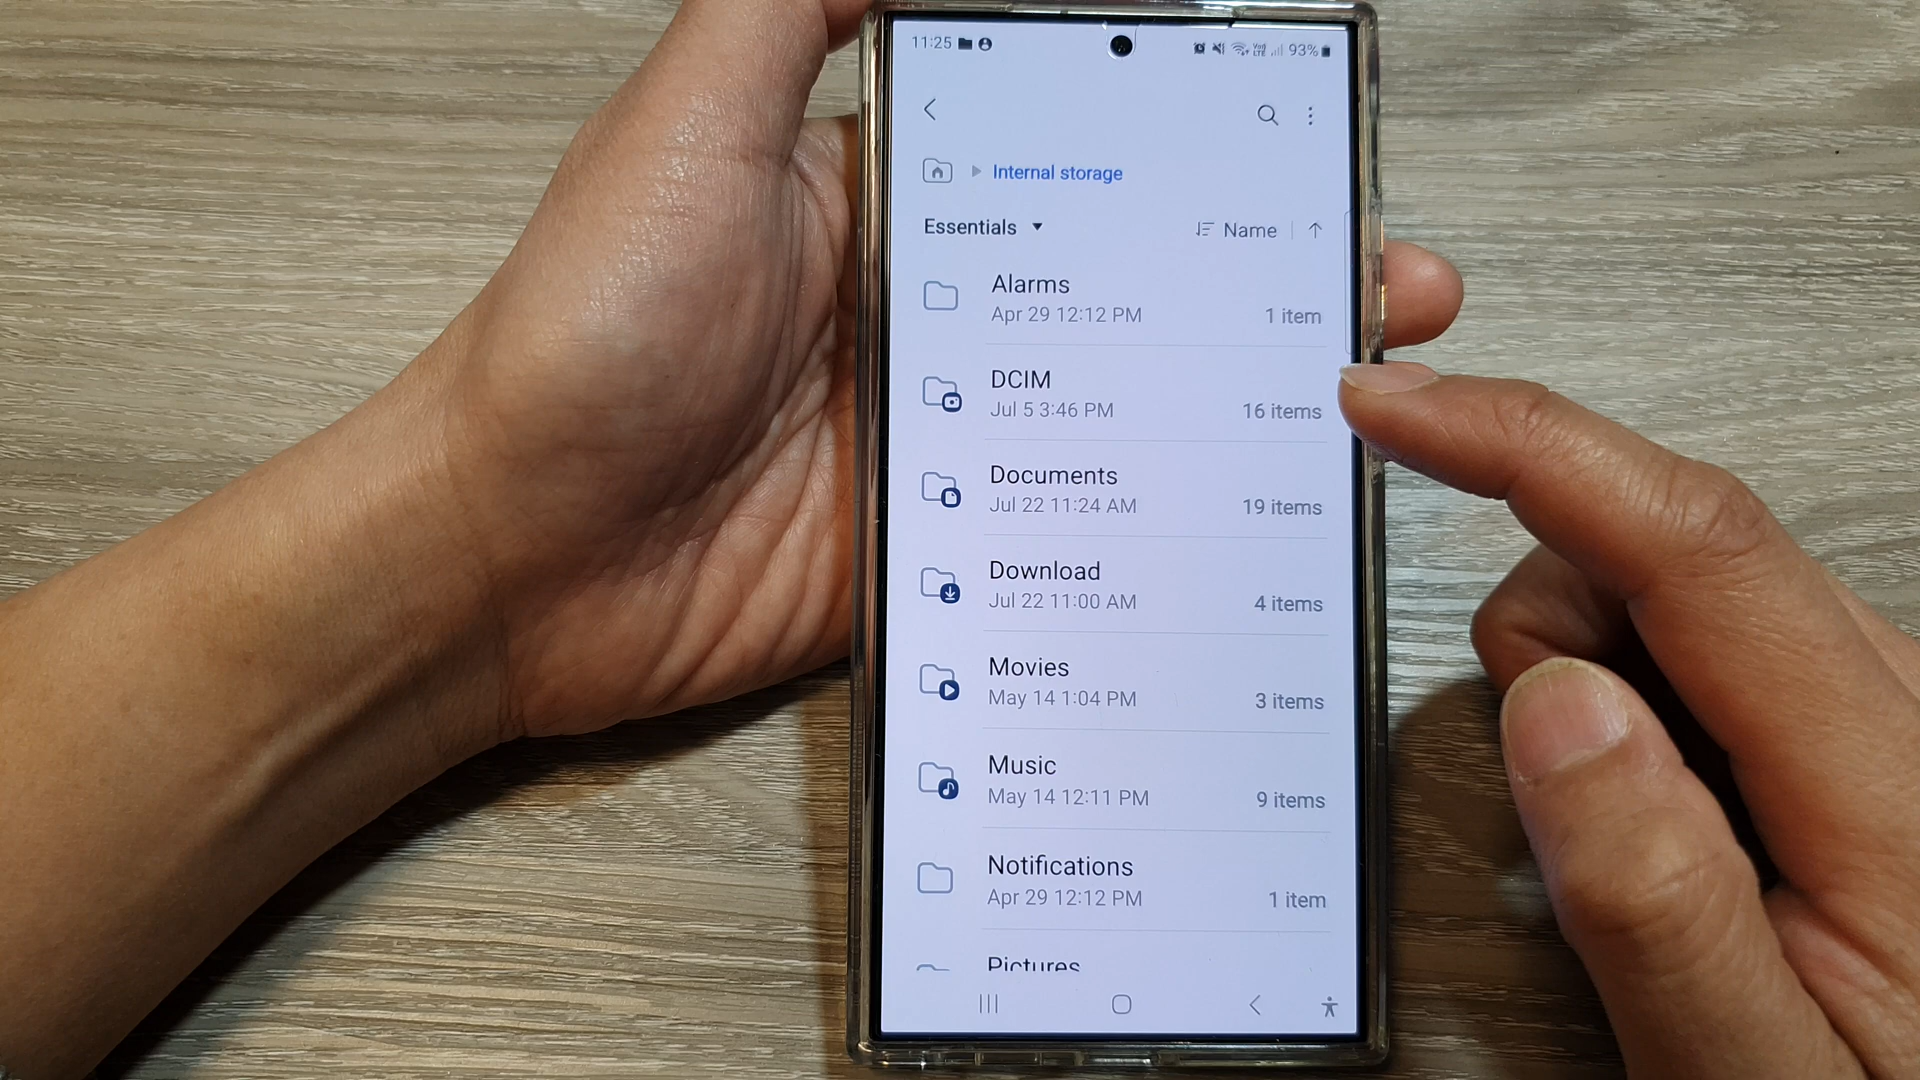 11:25
Vo) LTE 93%
Internal storage
Essentials
Name
Alarms
Apr 29 12:12 PM
1 item
DCIM
Jul 5 3:46 PM
16 items
Documents
Jul 22 11:24 AM
19 items
Download
Jul 22 11:00 AM
4 items
Movies
May 14 1:04 PM
3 items
Music
May 14 12:11 PM
9 items
Notifications
Apr 29 12:12 PM
1 item
Pictures